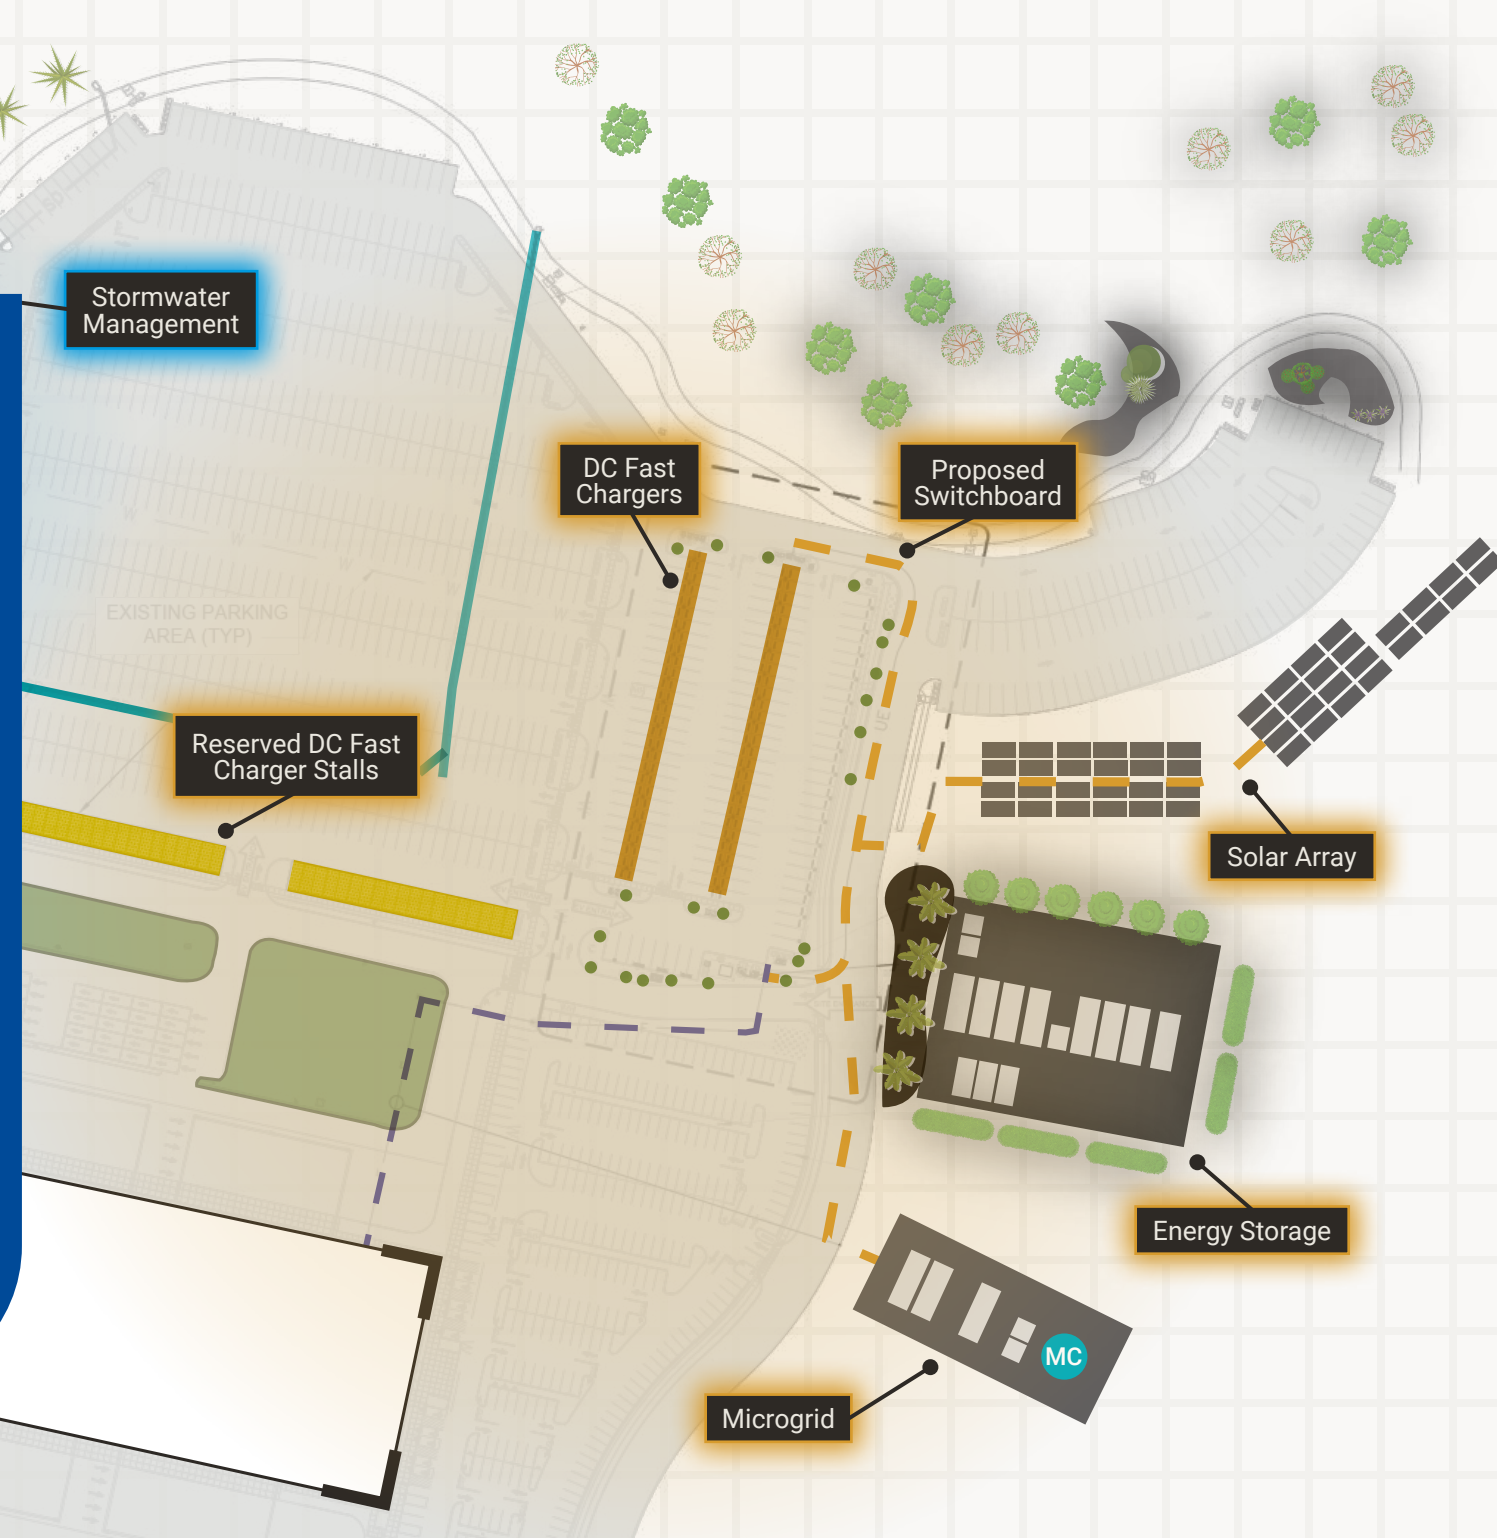 Stormwater
Management
DC Fast
Chargers
Proposed
Switchboard
EXISTING PARKING
AREA (TYP)
Reserved DC Fast
Charger Stalls
UE
Solar Array
Energy Storage
MC
Microgrid